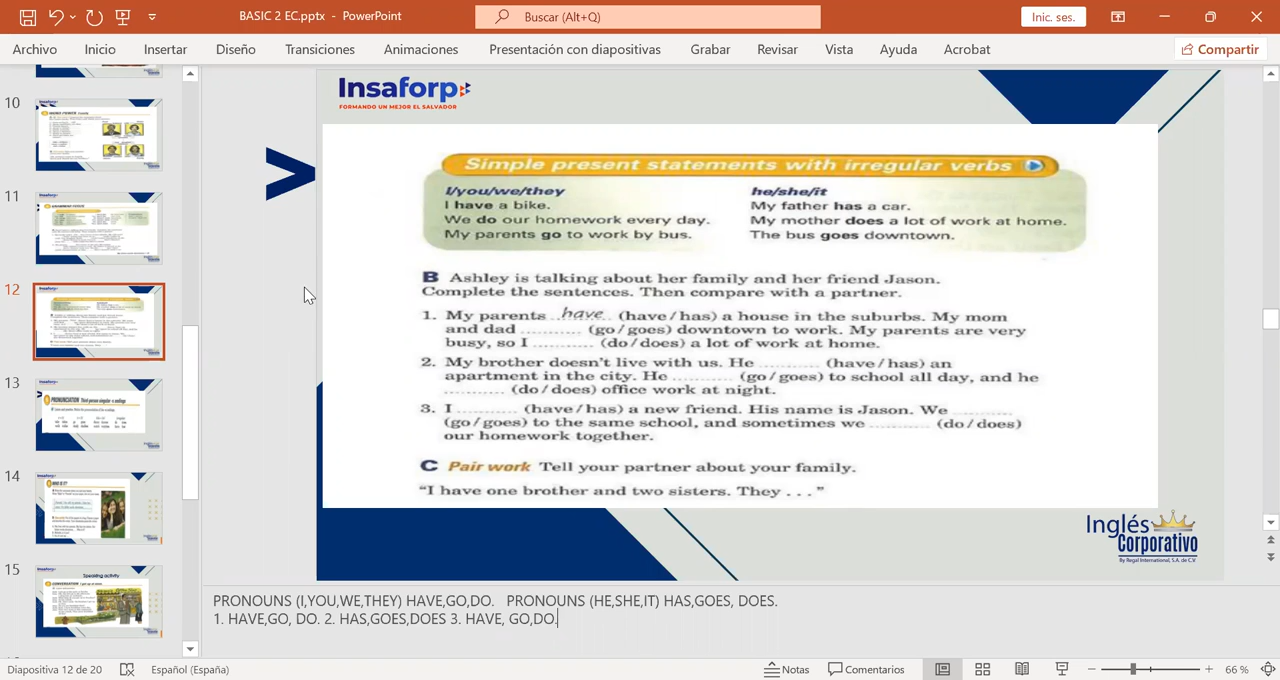 BASIC 2 EC.pptx - PowerPoint
Buscar (Alt+Q)
Inic. ses.
Archivo Inicio Insertar Diseño Transiciones Animaciones Presentación con diapositivas Grabar Revisar Vista Ayuda Acrobat
Compartir
10
11
12
13
PRONUNCIATION
14
WHO IS IT?
15
Speaking activity
CONVERSATION
Insaforp
FORMANDO UN MEJOR EL SALVADOR
>
Simple present statements with irregular verbs
I/you/we/they he/she/it
I have a bike. My father has a car.
We do our homework every day. My mother does a lot of work at home.
My parents go to work by bus. The bus goes downtown.
B Ashley is talking about her family and her friend Jason.
Complete the sentences. Then compare with a partner.
1. My parents ..have.. (have / has) a house in the suburbs. My mom
and dad .......... (go / goes) downtown to work. My parents are very
busy, so I .......... (do / does) a lot of work at home.
2. My brother doesn't live with us. He .......... (have / has) an
apartment in the city. He .......... (go / goes) to school all day, and he
.......... (do / does) office work at night.
3. I .......... (have / has) a new friend. His name is Jason. We ..........
(go / goes) to the same school, and sometimes we .......... (do / does)
our homework together.
C Pair work Tell your partner about your family.
"I have one brother and two sisters. They . . . "
Inglés
Corporativo
By Regal International, S.A. de C.V.
PRONOUNS (I,YOU,WE,THEY) HAVE,GO,DO. PRONOUNS (HE,SHE,IT) HAS,GOES, DOES.
1. HAVE,GO, DO. 2. HAS,GOES,DOES 3. HAVE, GO,DO.
Diapositiva 12 de 20 Español (España) Notas Comentarios 66 %